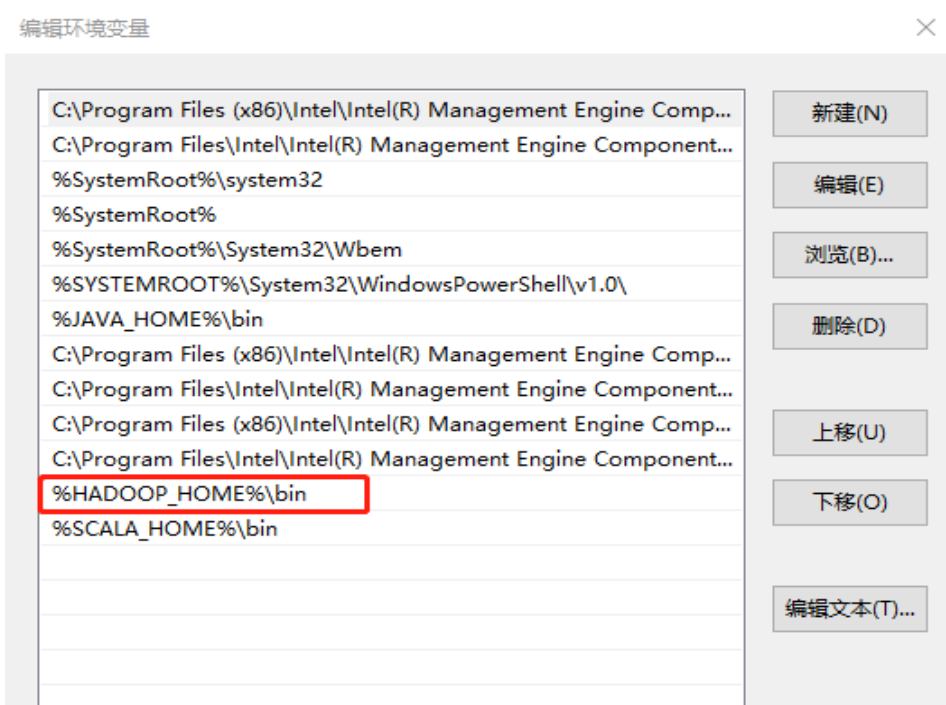 编辑环境变量
C:\Program Files (x86)\Intel\Intel(R) Management Engine Comp...
C:\Program Files\Intel\Intel(R) Management Engine Component...
%SystemRoot%\system32
%SystemRoot%
%SystemRoot%\System32\Wbem
%SYSTEMROOT%\System32\WindowsPowerShell\v1.0\
%JAVA_HOME%\bin
C:\Program Files (x86)\Intel\Intel(R) Management Engine Comp...
C:\Program Files\Intel\Intel(R) Management Engine Component...
C:\Program Files (x86)\Intel\Intel(R) Management Engine Comp...
C:\Program Files\Intel\Intel(R) Management Engine Component...
%HADOOP_HOME%\bin
%SCALA_HOME%\bin
新建(N)
编辑(E)
浏览(B)...
删除(D)
上移(U)
下移(O)
编辑文本(T)...